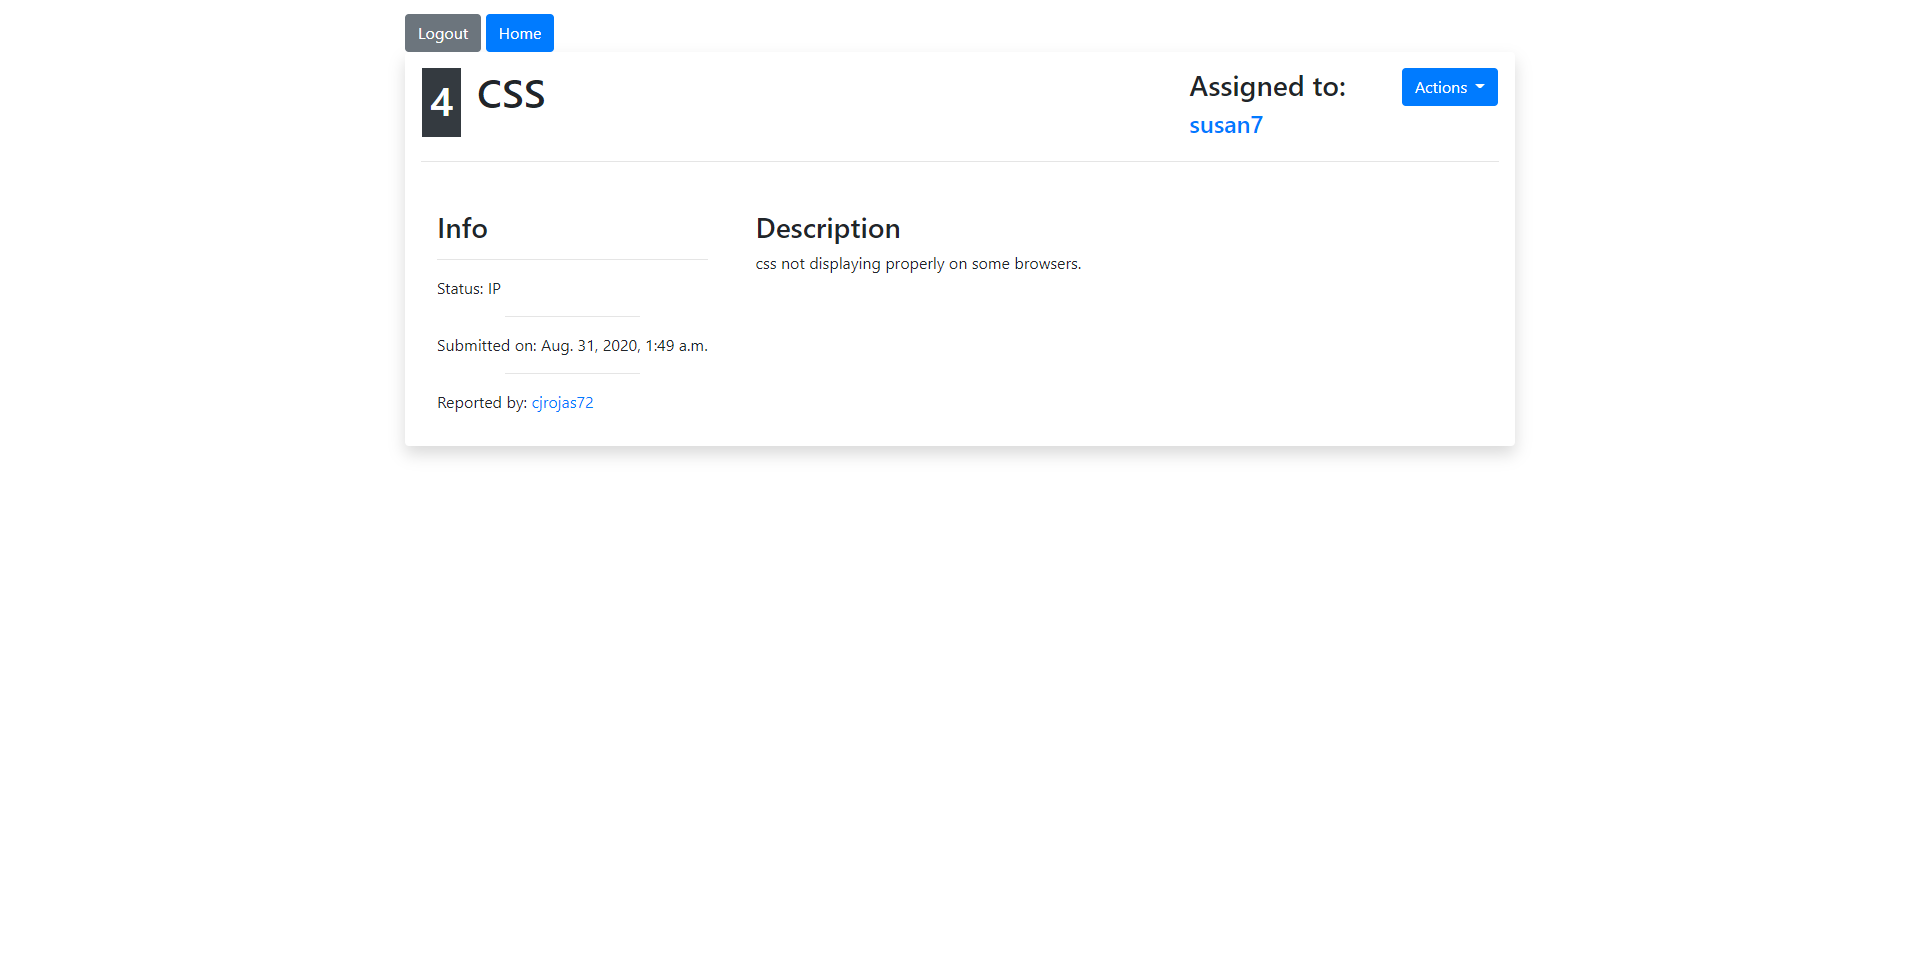 Logout Home
4 CSS
Assigned to:
susan7
Actions
Info
Status: IP
Submitted on: Aug. 31, 2020, 1:49 a.m.
Reported by: cjrojas72
Description
css not displaying properly on some browsers.